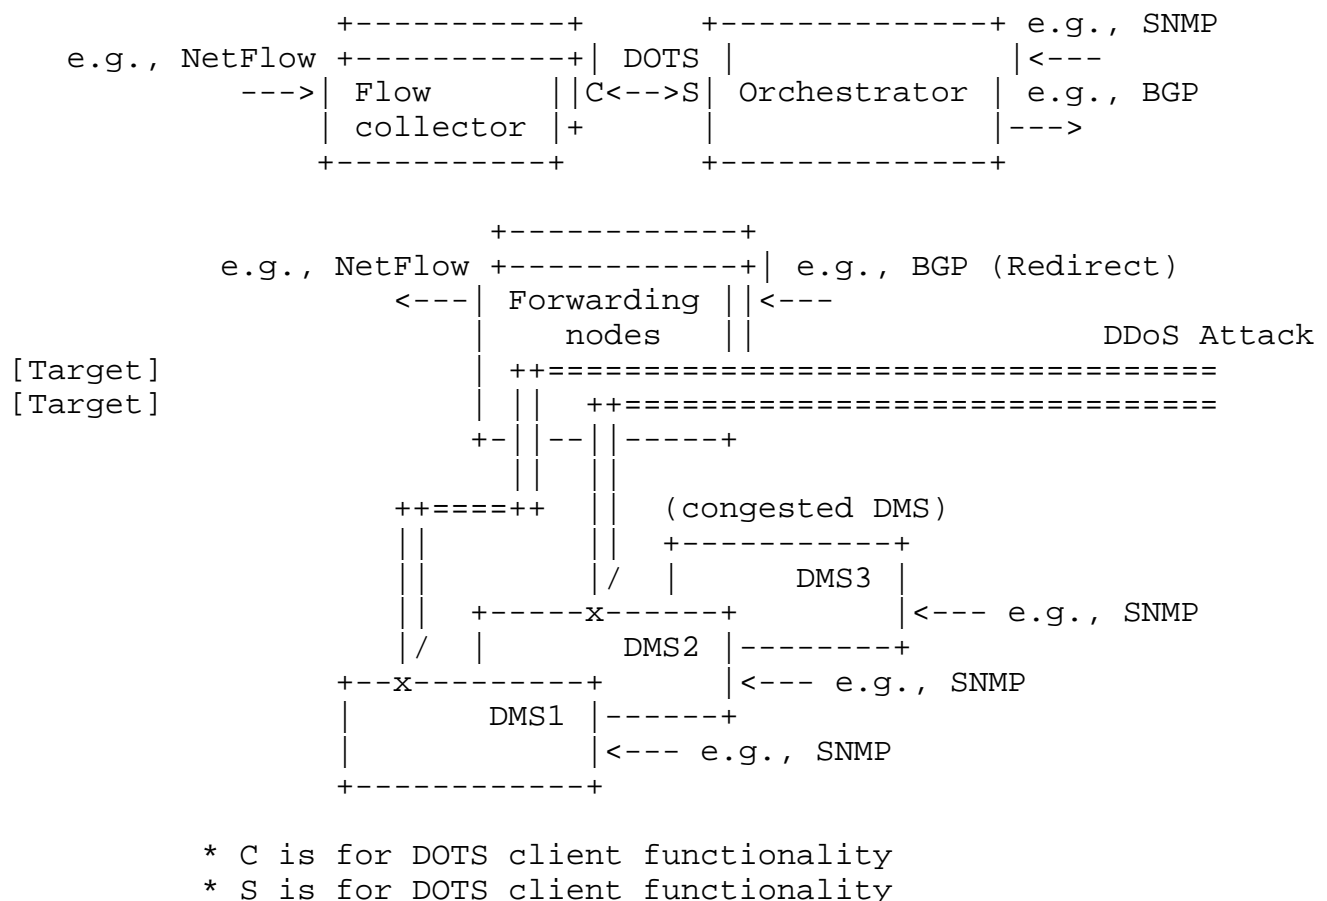 e.g., SNMP
e.g., NetFlow DOTS
Flow C<-->S Orchestrator e.g., BGP
collector
e.g., NetFlow e.g., BGP (Redirect)
Forwarding
nodes DDoS Attack
[Target]
[Target]
(congested DMS)
DMS3
x e.g., SNMP
DMS2
x e.g., SNMP
DMS1
e.g., SNMP
* C is for DOTS client functionality
* S is for DOTS client functionality